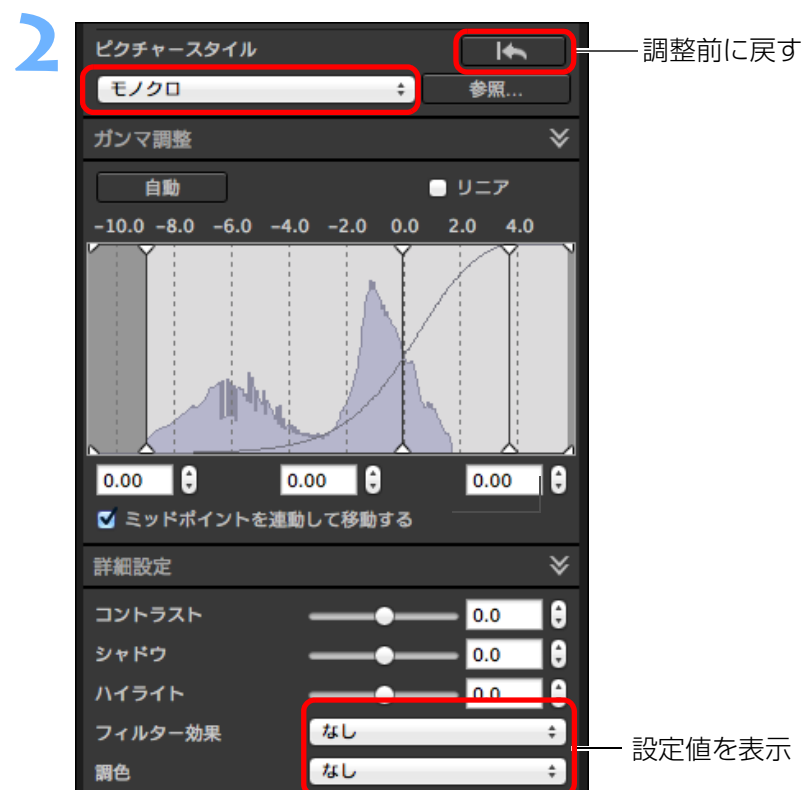 2
ピクチャースタイル
調整前に戻す
モノクロ 参照...
ガンマ調整
自動 リニア
-10.0 -8.0 -6.0 -4.0 -2.0 0.0 2.0 4.0
0.00 0.00 0.00
ミッドポイントを連動して移動する
詳細設定
コントラスト 0.0
シャドウ 0.0
ハイライト 0.0
フィルター効果 なし
設定値を表示
調色 なし